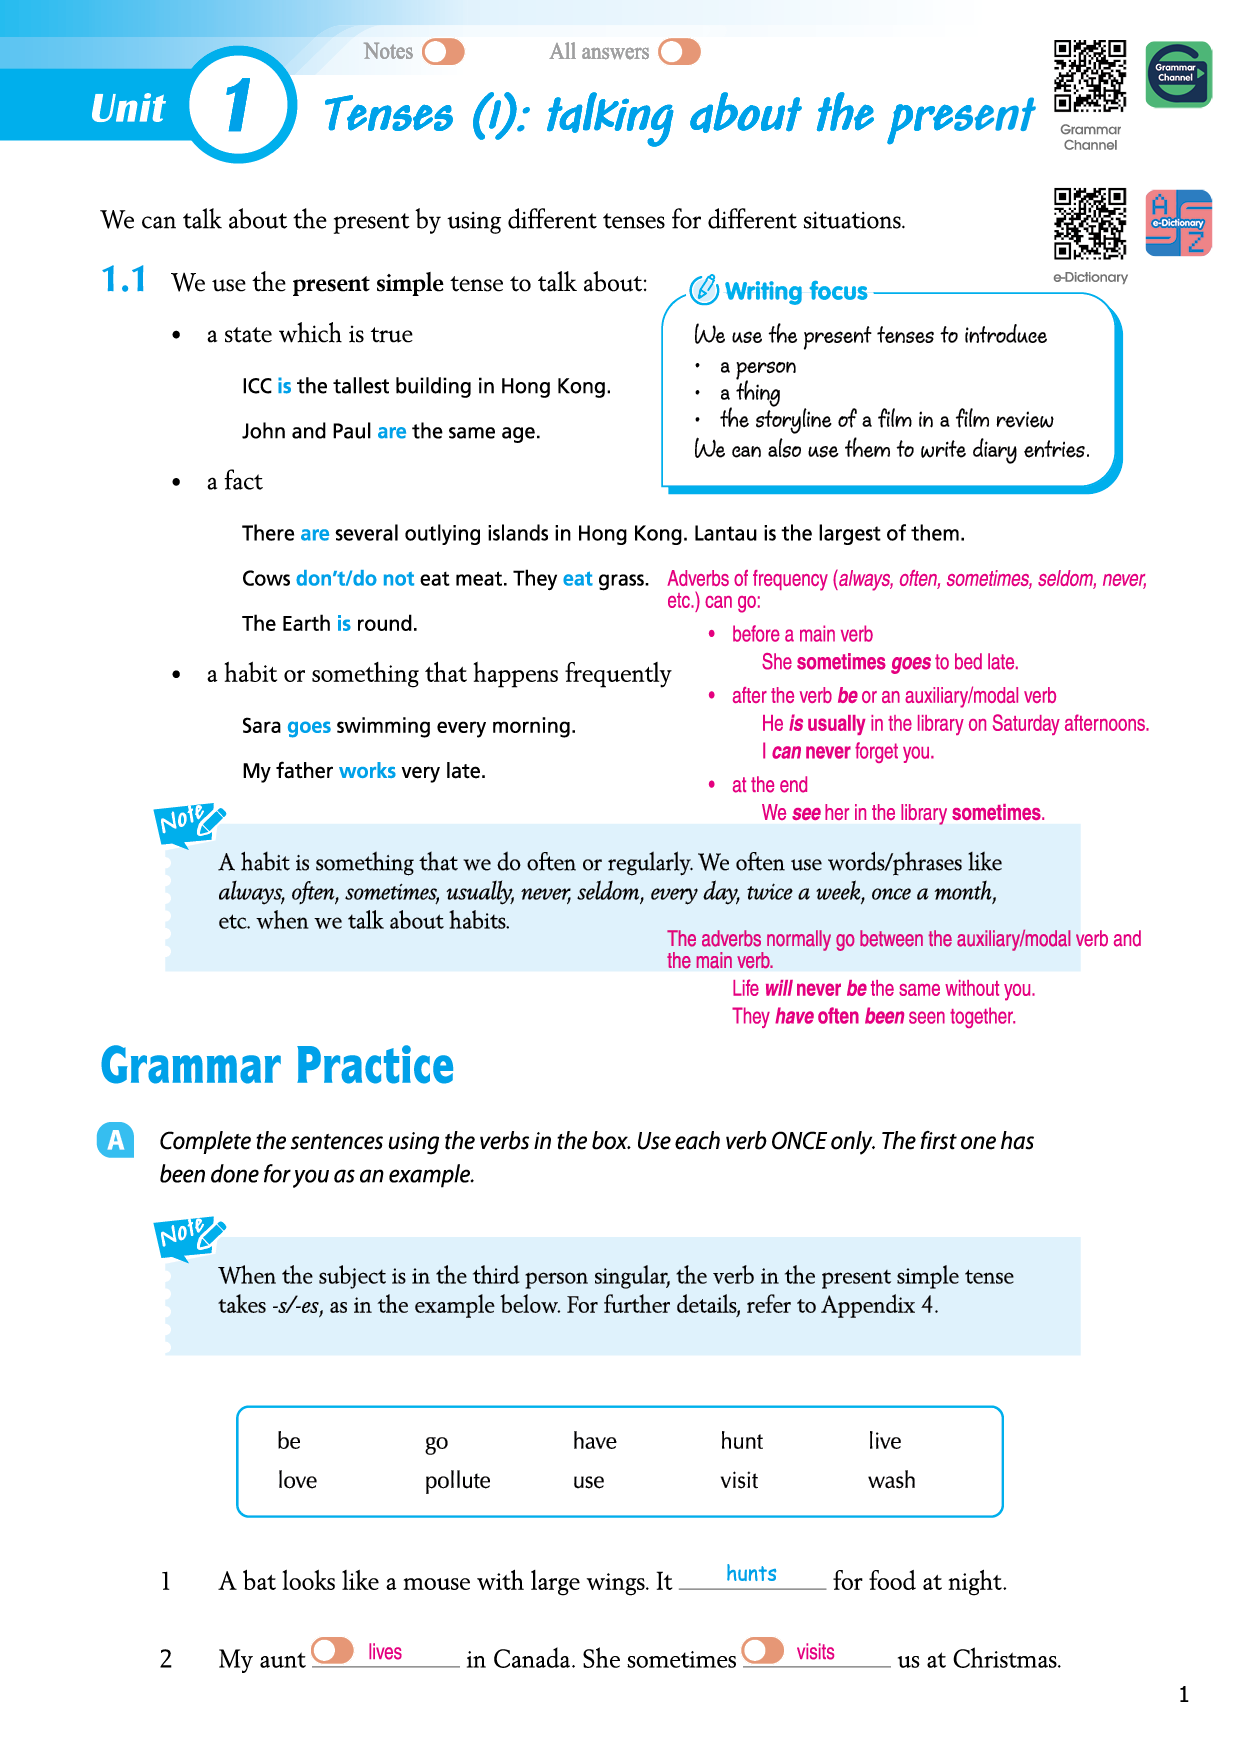 Notes
All answers
Grammar Channel
Unit 1 Tenses (1): talking about the present
Grammar
Channel
We can talk about the present by using different tenses for different situations.
A Z e-Dictionary
e-Dictionary
1.1 We use the present simple tense to talk about:
Writing focus
We use the present tenses to introduce
• a person
• a thing
• the storyline of a film in a film review
We can also use them to write diary entries.
• a state which is true
ICC is the tallest building in Hong Kong.
John and Paul are the same age.
• a fact
There are several outlying islands in Hong Kong. Lantau is the largest of them.
Cows don't/do not eat meat. They eat grass.
The Earth is round.
• a habit or something that happens frequently
Sara goes swimming every morning.
My father works very late.
Adverbs of frequency (always, often, sometimes, seldom, never,
etc.) can go:
• before a main verb
She sometimes goes to bed late.
• after the verb be or an auxiliary/modal verb
He is usually in the library on Saturday afternoons.
I can never forget you.
• at the end
We see her in the library sometimes.
Note
A habit is something that we do often or regularly. We often use words/phrases like
always, often, sometimes, usually, never, seldom, every day, twice a week, once a month,
etc. when we talk about habits.
The adverbs normally go between the auxiliary/modal verb and
the main verb.
Life will never be the same without you.
They have often been seen together.
Grammar Practice
A Complete the sentences using the verbs in the box. Use each verb ONCE only. The first one has
been done for you as an example.
Note
When the subject is in the third person singular, the verb in the present simple tense
takes -s/-es, as in the example below. For further details, refer to Appendix 4.
be go have hunt live
love pollute use visit wash
1 A bat looks like a mouse with large wings. It hunts for food at night.
2 My aunt lives in Canada. She sometimes visits us at Christmas.
1